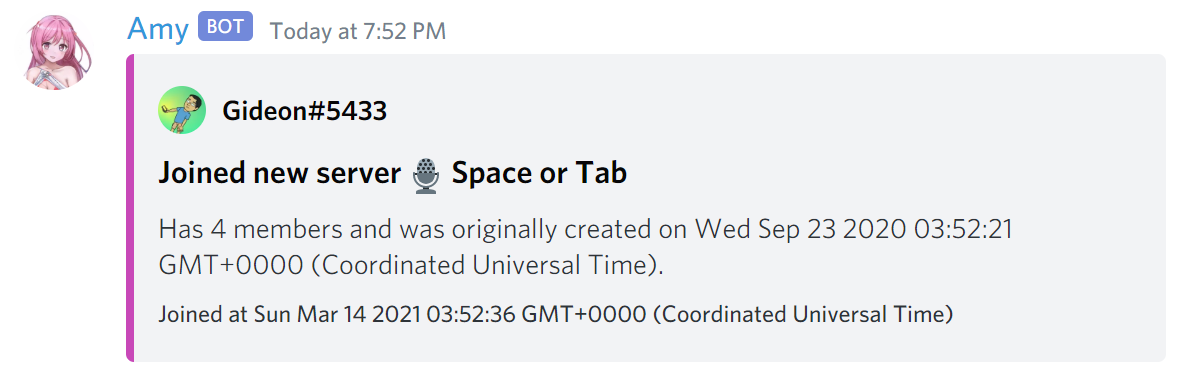 Amy BOT Today at 7:52 PM
Gideon#5433
Joined new server 🎙 Space or Tab
Has 4 members and was originally created on Wed Sep 23 2020 03:52:21
GMT+0000 (Coordinated Universal Time).
Joined at Sun Mar 14 2021 03:52:36 GMT+0000 (Coordinated Universal Time)